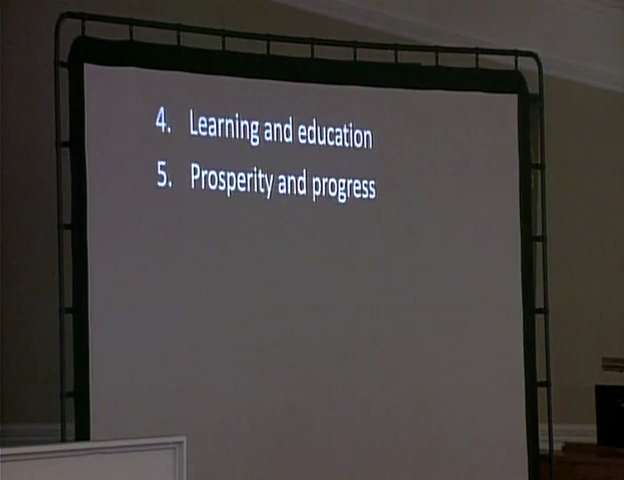 4. Learning and education
5. Prosperity and progress